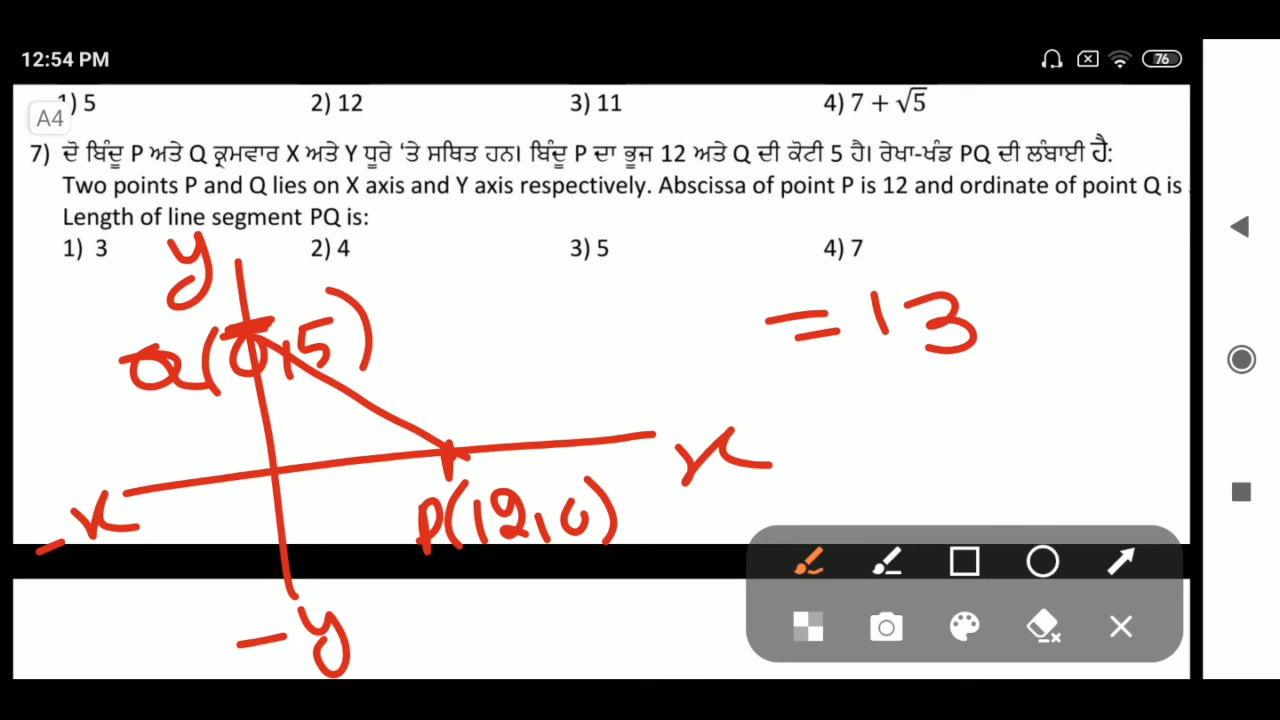 12:54 PM
76
1) 5 2) 12 3) 11 4) 7 + √5
A4
7) ਦੋ ਬਿੰਦੂ P ਅਤੇ Q ਕ੍ਰਮਵਾਰ X ਅਤੇ Y ਧੂਰੇ ‘ਤੇ ਸਥਿਤ ਹਨ। ਬਿੰਦੂ P ਦਾ ਭੂਜ 12 ਅਤੇ Q ਦੀ ਕੋਟੀ 5 ਹੈ। ਰੇਖਾ-ਖੰਡ PQ ਦੀ ਲੰਬਾਈ ਹੈ:
Two points P and Q lies on X axis and Y axis respectively. Abscissa of point P is 12 and ordinate of point Q is
Length of line segment PQ is:
1) 3 2) 4 3) 5 4) 7
y
= 13
Q(0,5)
x
-x
P(12,0)
-y